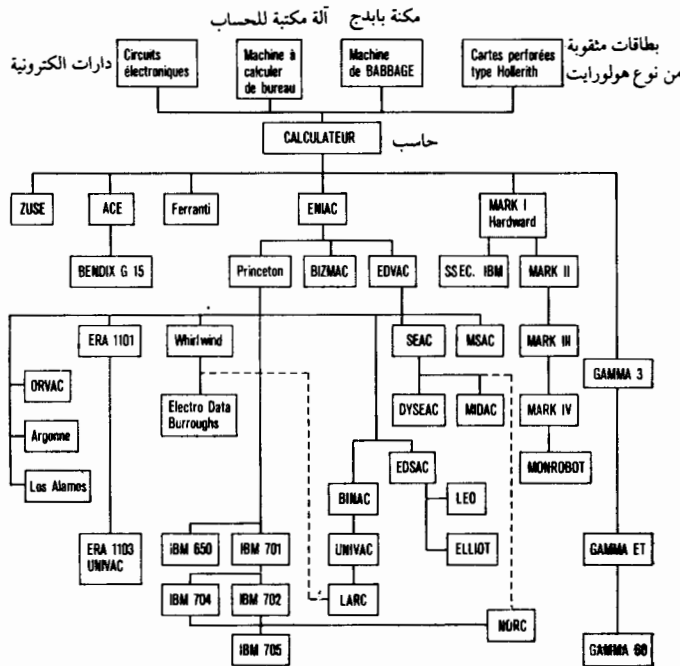 مكنة بابدج
آلة مكتبة للحساب
بطاقات مثقوبة
من نوع هولورايت
دارات الكترونية
Circuits
électroniques
Machine à
calculer
de bureau
Machine
de BABBAGE
Cartes perforées
type Hollerith
CALCULATEUR
حاسب
ZUSE
ACE
Ferranti
ENIAC
MARK I
Hardward
BENDIX G 15
Princeton
BIZMAC
EDVAC
SSEC. IBM
MARK II
ERA 1101
Whirlwind
SEAC
MSAC
MARK III
GAMMA 3
ORVAC
Electro Data
Burroughs
DYSEAC
MIDAC
MARK IV
Argonne
EDSAC
MONROBOT
Los Alamos
BINAC
LEO
ERA 1103
UNIVAC
IBM 650
IBM 701
UNIVAC
ELLIOT
GAMMA ET
IBM 704
IBM 702
LARC
NORC
IBM 705
GAMMA 60